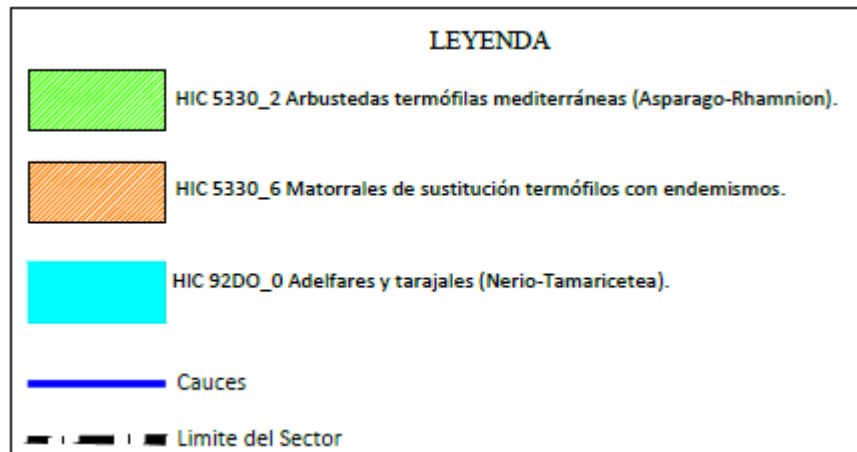 LEYENDA
HIC 5330_2 Arbustedas termófilas mediterráneas (Asparago-Rhamnion).
HIC 5330_6 Matorrales de sustitución termófilos con endemismos.
HIC 92DO_0 Adelfares y tarajales (Nerio-Tamaricetea).
Cauces
Limite del Sector